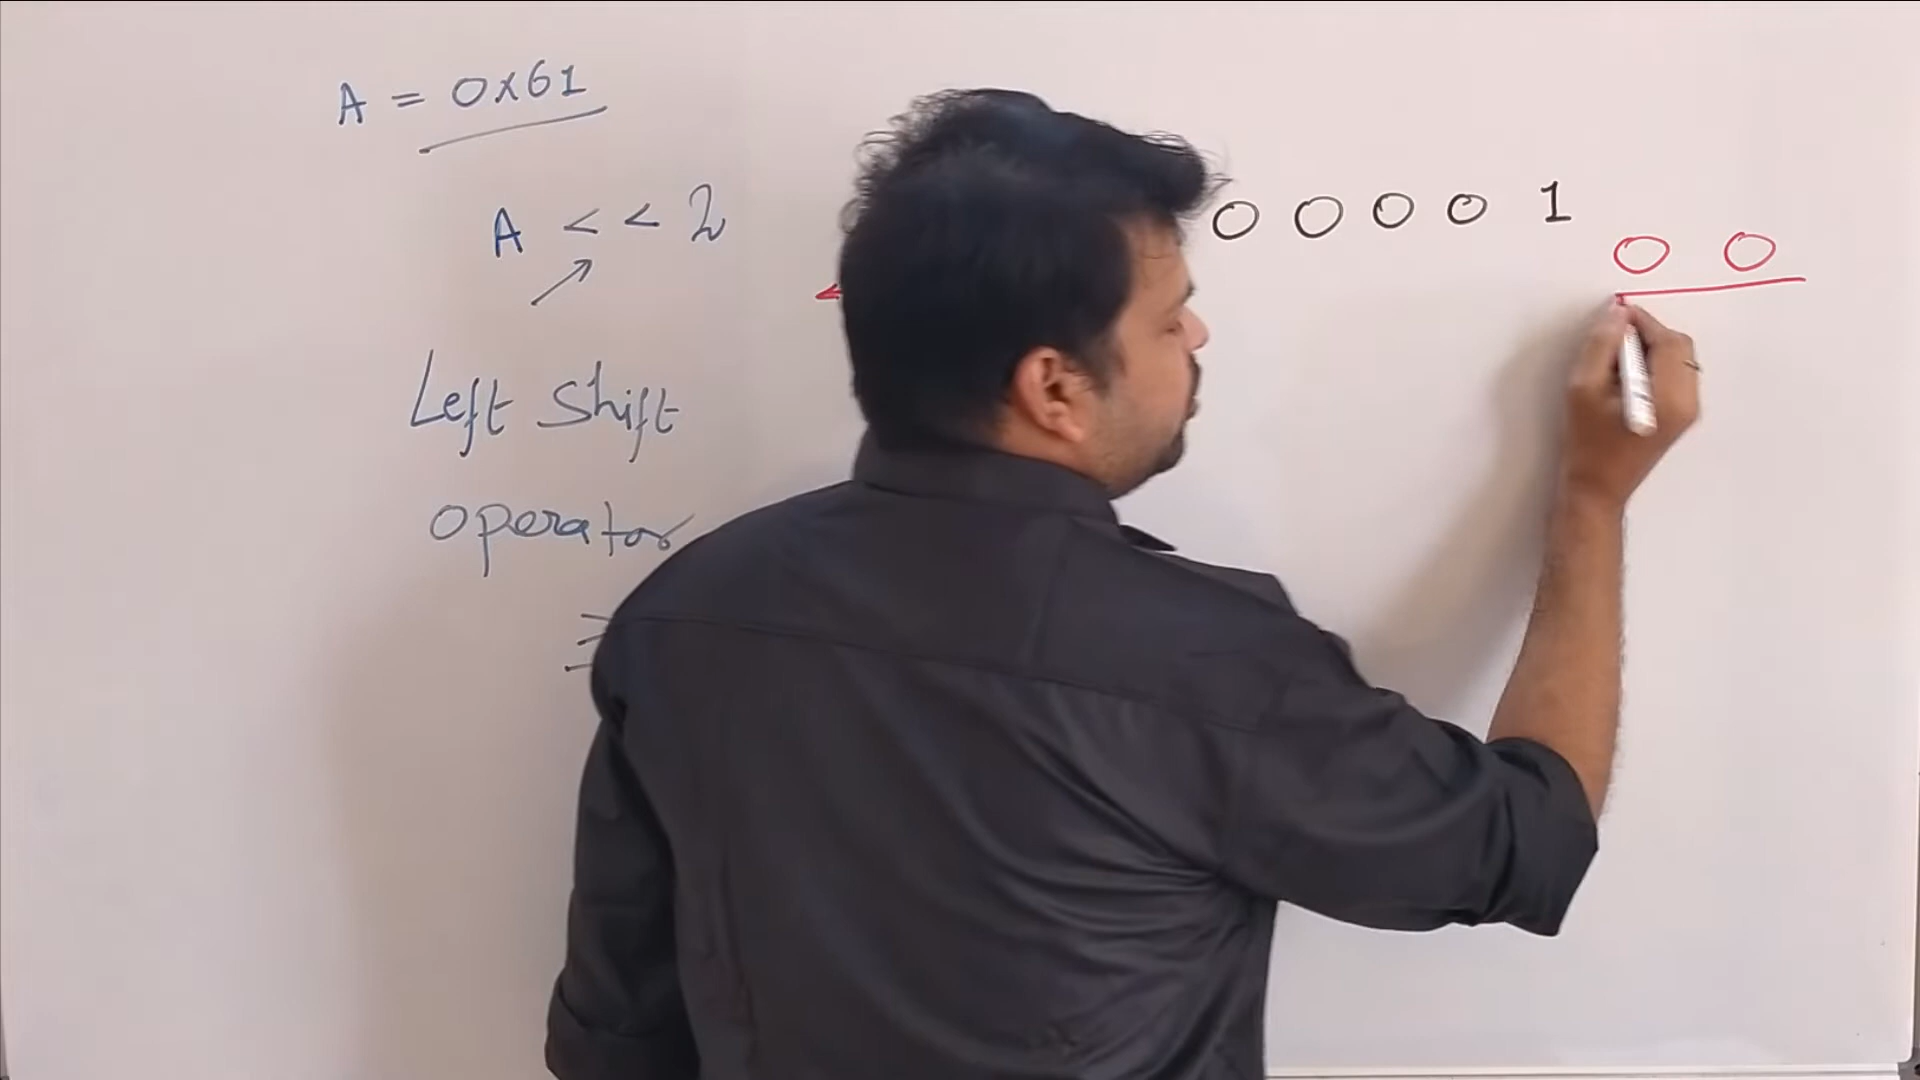 A = 0x61
A < < 2
0 0 0 0 1
0 0
Left Shift
operator